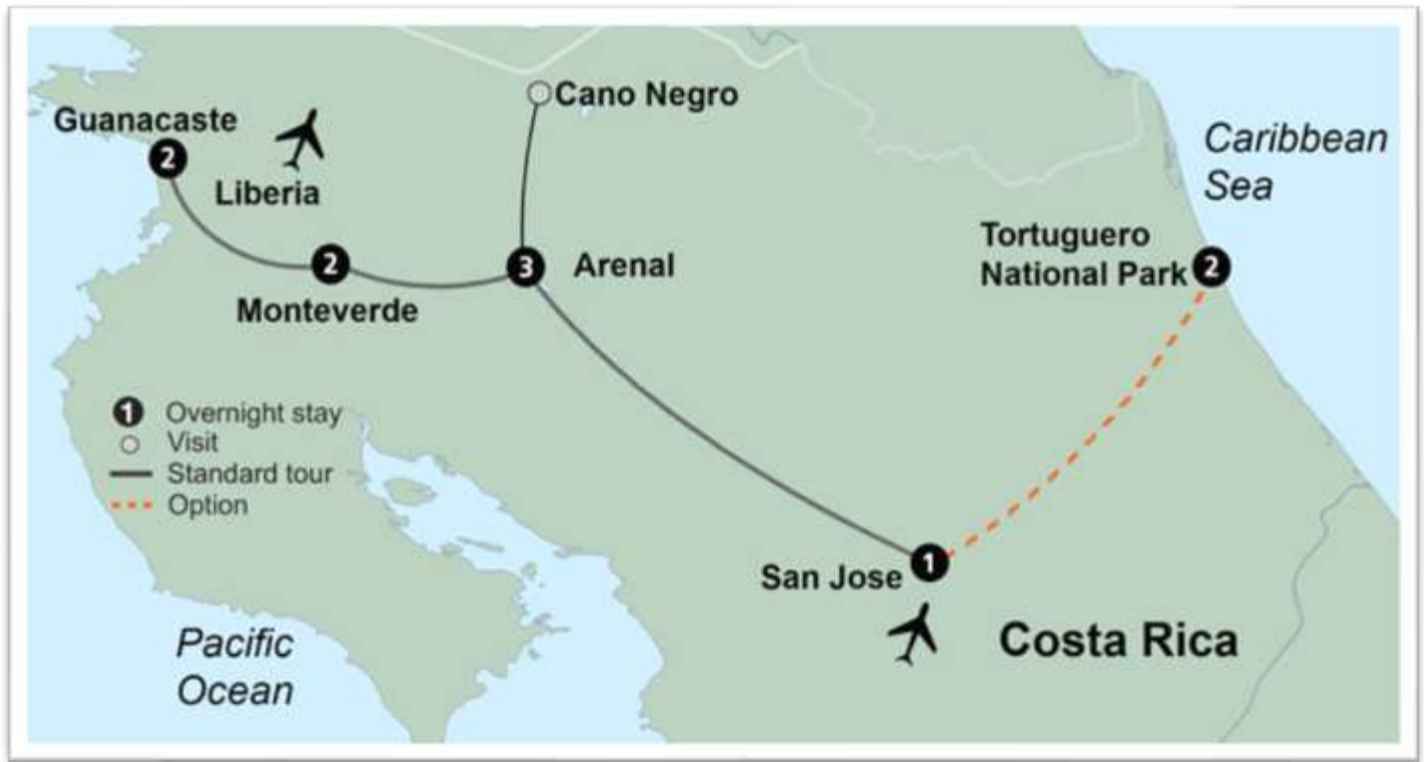 Cano Negro
Guanacaste
2
Liberia
Caribbean
Sea
Tortuguero
National Park
2
2
Monteverde
3
Arenal
1 Overnight stay
Visit
Standard tour
Option
San Jose
1
Costa Rica
Pacific
Ocean